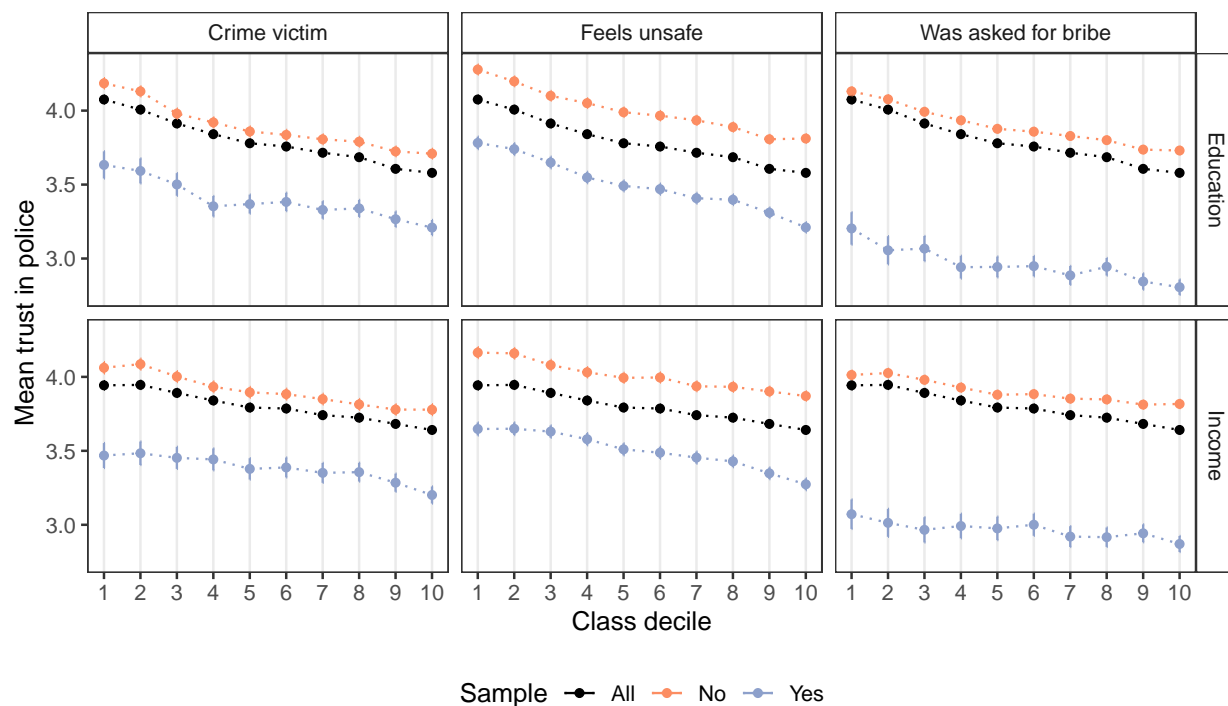 Crime victim Feels unsafe Was asked for bribe
Mean trust in police
4.0
3.5
3.0
Education
4.0
3.5
3.0
Income
1 2 3 4 5 6 7 8 9 10 1 2 3 4 5 6 7 8 9 10 1 2 3 4 5 6 7 8 9 10
Class decile
Sample All No Yes